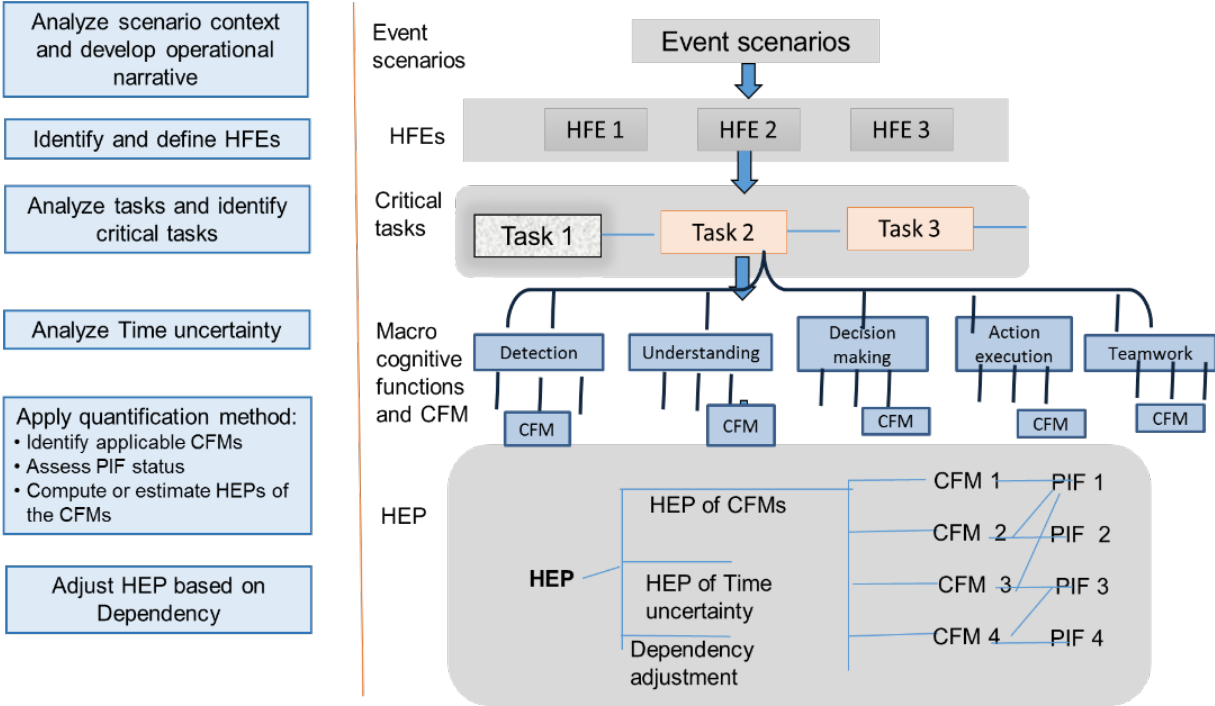 Analyze scenario context
and develop operational
narrative
Identify and define HFEs
Analyze tasks and identify
critical tasks
Analyze Time uncertainty
Apply quantification method:
• Identify applicable CFMs
• Assess PIF status
• Compute or estimate HEPs of
the CFMs
Adjust HEP based on
Dependency
Event
scenarios
Event scenarios
HFEs
HFE 1
HFE 2
HFE 3
Critical
tasks
Task 1
Task 2
Task 3
Macro
cognitive
functions
and CFM
Detection
Understanding
Decision
making
Action
execution
Teamwork
CFM
CFM
CFM
CFM
CFM
HEP
HEP
HEP of CFMs
HEP of Time
uncertainty
Dependency
adjustment
CFM 1
PIF 1
CFM 2
PIF 2
CFM 3
PIF 3
CFM 4
PIF 4